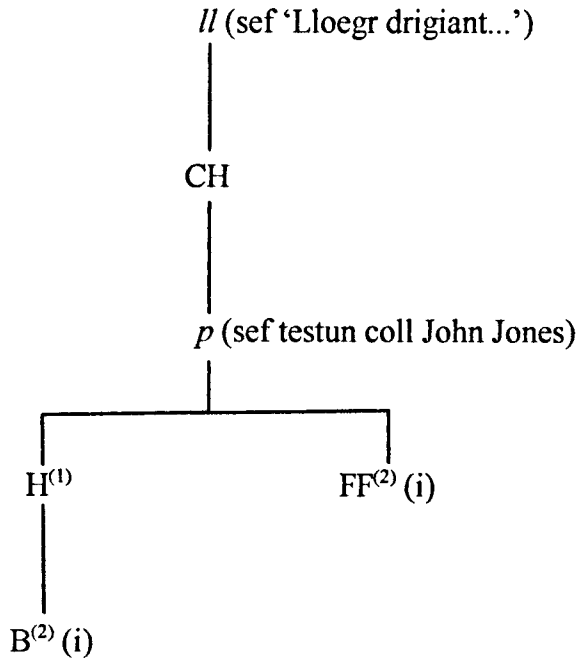 ll (sef ‘Lloegr drigiant...’)
CH
p (sef testun coll John Jones)
H⁽¹⁾ FF⁽²⁾ (i)
B⁽²⁾ (i)